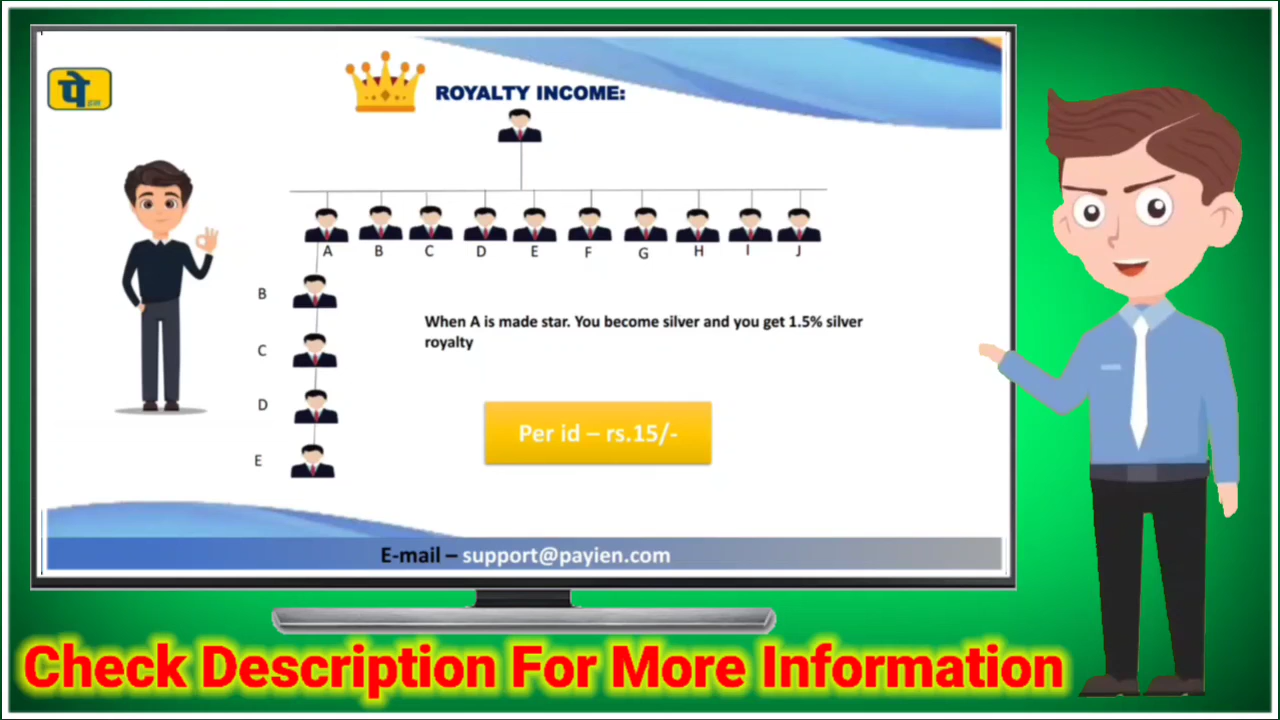 पे
ROYALTY INCOME:
A B C D E F G H I J
B
When A is made star. You become silver and you get 1.5% silver
royalty
C
D
Per id – rs.15/-
E
E-mail – support@payien.com
Check Description For More Information